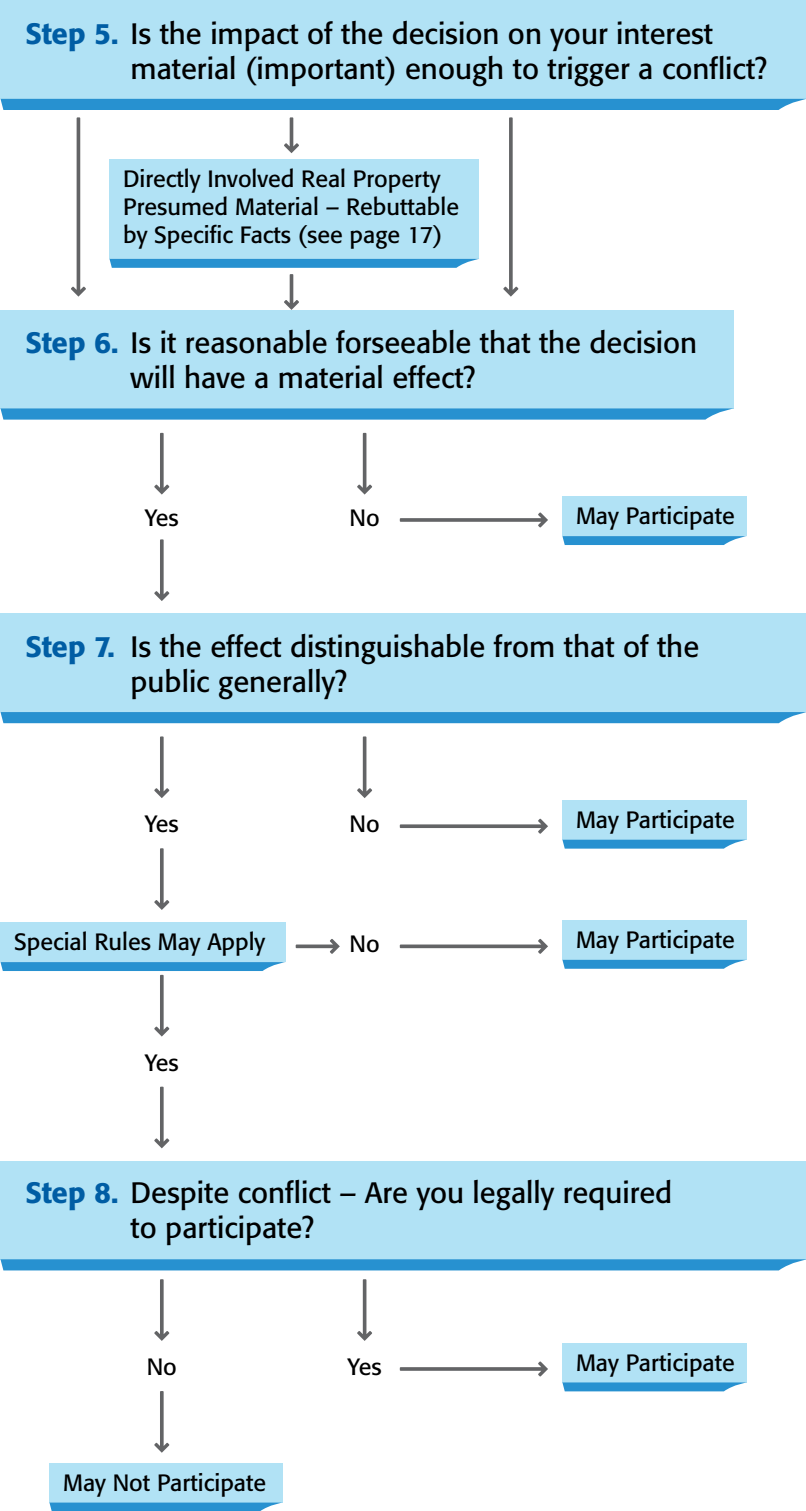 Step 5. Is the impact of the decision on your interest
material (important) enough to trigger a conflict?
Directly Involved Real Property
Presumed Material – Rebuttable
by Specific Facts (see page 17)
Step 6. Is it reasonable forseeable that the decision
will have a material effect?
Yes
No
May Participate
Step 7. Is the effect distinguishable from that of the
public generally?
Yes
No
May Participate
Special Rules May Apply
No
May Participate
Yes
Step 8. Despite conflict – Are you legally required
to participate?
No
Yes
May Participate
May Not Participate